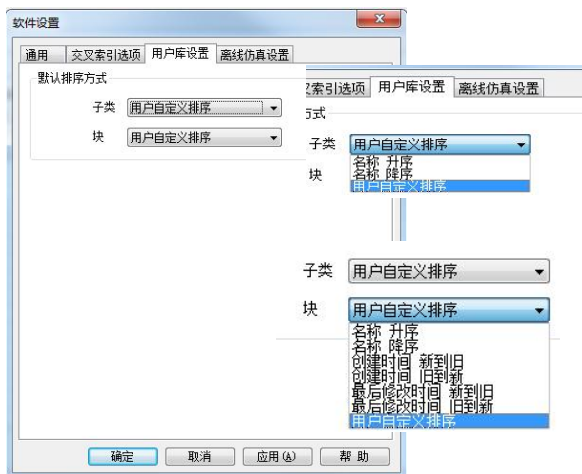 软件设置
通用 交叉索引选项 用户库设置 离线仿真设置
默认排序方式
子类 用户自定义排序
块 用户自定义排序
确定 取消 应用(A) 帮助
叉索引选项 用户库设置 离线仿真设置
方式
子类 用户自定义排序
名称 升序
块 名称 降序
用户自定义排序
子类 用户自定义排序
块 用户自定义排序
名称 升序
名称 降序
创建时间 新到旧
创建时间 旧到新
最后修改时间 新到旧
最后修改时间 旧到新
用户自定义排序